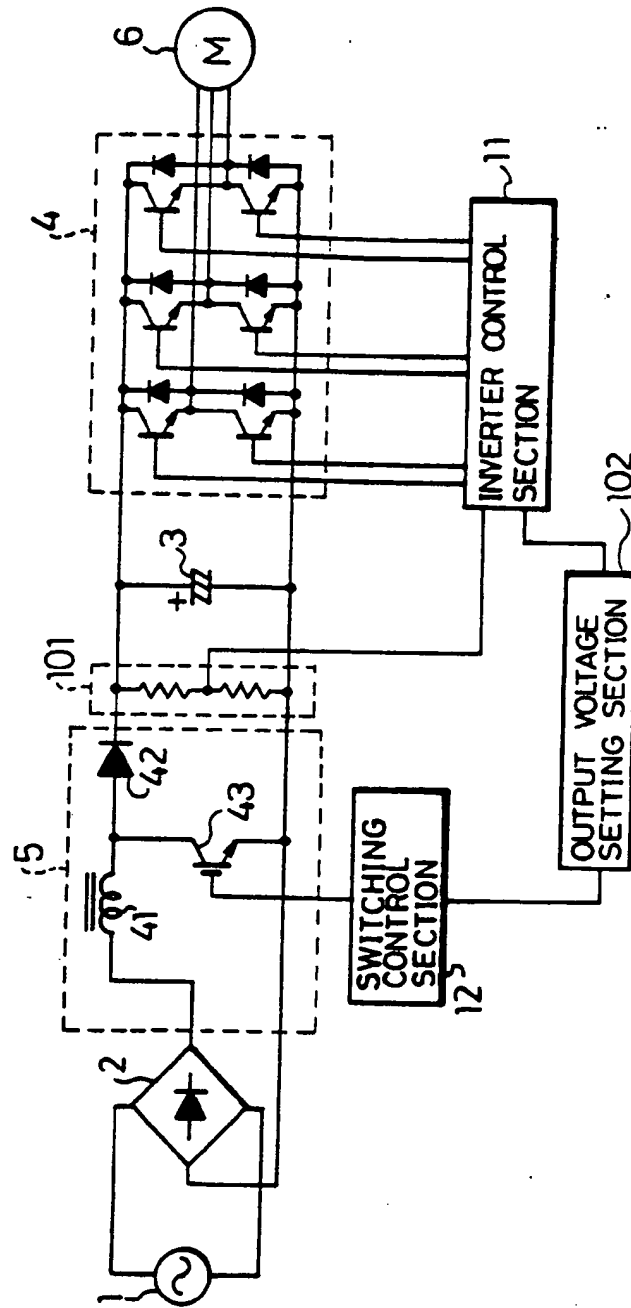 1
2
5
41
42
43
101
3
+
4
6
M
SWITCHING
CONTROL
SECTION
12
OUTPUT VOLTAGE
SETTING SECTION
102
INVERTER CONTROL
SECTION
11